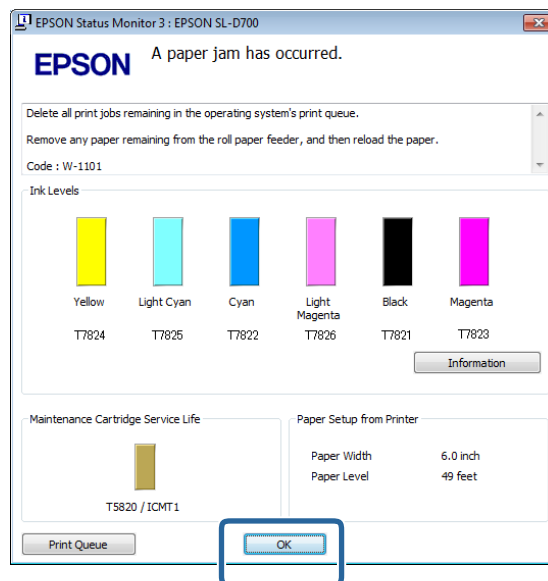 EPSON Status Monitor 3 : EPSON SL-D700
EPSON
A paper jam has occurred.
Delete all print jobs remaining in the operating system's print queue.
Remove any paper remaining from the roll paper feeder, and then reload the paper.
Code : W-1101
Ink Levels
Yellow Light Cyan Cyan Light Magenta Black Magenta
T7824 T7825 T7822 T7826 T7821 T7823
Information
Maintenance Cartridge Service Life
T5820 / ICMT1
Paper Setup from Printer
Paper Width 6.0 inch
Paper Level 49 feet
Print Queue
OK